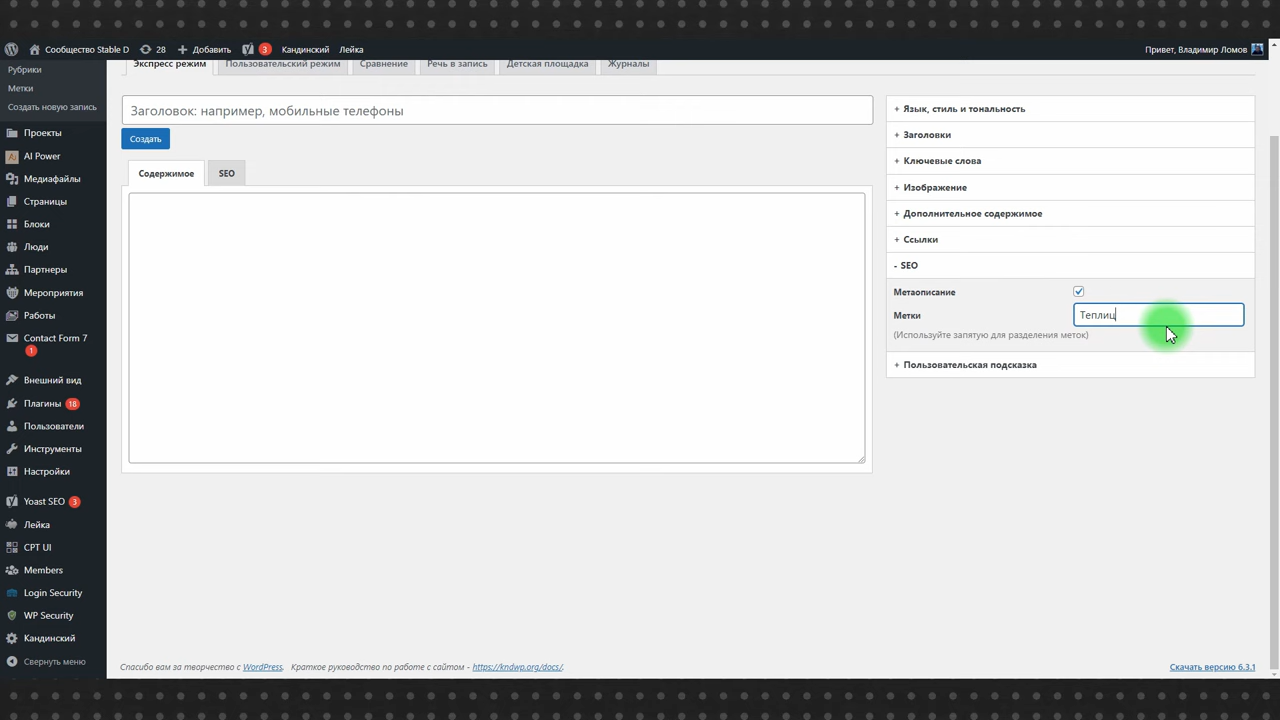 Сообщество Stable D 28 Добавить 3 Кандинский Лейка Привет, Владимир Ломов
Рубрики
Метки
Создать новую запись
Проекты
AI Power
Медиафайлы
Страницы
Блоки
Люди
Партнеры
Мероприятия
Работы
Contact Form 7
1
Внешний вид
Плагины 18
Пользователи
Инструменты
Настройки
Yoast SEO 3
Лейка
CPT UI
Members
Login Security
WP Security
Кандинский
Свернуть меню
Экспресс режим Пользовательский режим Сравнение Речь в запись Детская площадка Журналы
Заголовок: например, мобильные телефоны
Создать
Содержимое SEO
+ Язык, стиль и тональность
+ Заголовки
+ Ключевые слова
+ Изображение
+ Дополнительное содержимое
+ Ссылки
- SEO
Метаописание
Метки Теплиц
(Используйте запятую для разделения меток)
+ Пользовательская подсказка
Спасибо вам за творчество с WordPress. Краткое руководство по работе с сайтом - https://kndwp.org/docs/. Скачать версию 6.3.1